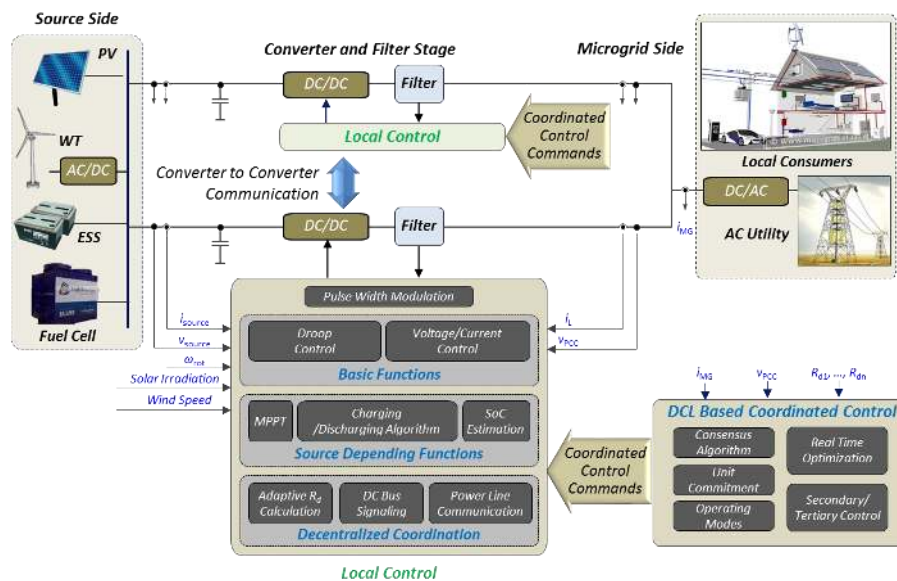 Source Side
PV
WT
AC/DC
ESS
Fuel Cell
Converter and Filter Stage
DC/DC
Filter
Local Control
Coordinated
Control
Commands
Converter to Converter
Communication
DC/DC
Filter
Microgrid Side
Local Consumers
DC/AC
i_MG
AC Utility
Pulse Width Modulation
i_source
v_source
ω_rot
Solar Irradiation
Wind Speed
i_L
v_PCC
Droop
Control
Voltage/Current
Control
Basic Functions
MPPT
Charging
/Discharging Algorithm
SoC
Estimation
Source Depending Functions
Adaptive R_d
Calculation
DC Bus
Signaling
Power Line
Communication
Decentralized Coordination
Local Control
Coordinated
Control
Commands
i_MG
v_PCC
R_d1, ..., R_dn
DCL Based Coordinated Control
Consensus
Algorithm
Unit
Commitment
Operating
Modes
Real Time
Optimization
Secondary/
Tertiary Control